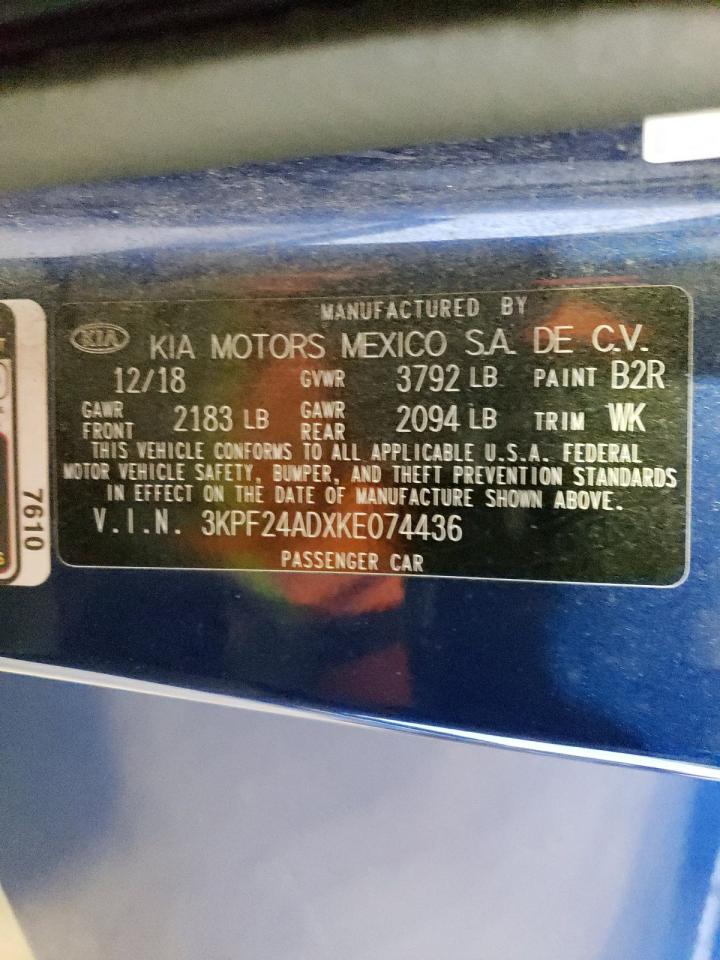 MANUFACTURED BY
KIA KIA MOTORS MEXICO S.A. DE C.V.
12/18 GVWR 3792 LB PAINT B2R
GAWR FRONT 2183 LB GAWR REAR 2094 LB TRIM WK
THIS VEHICLE CONFORMS TO ALL APPLICABLE U.S.A. FEDERAL
MOTOR VEHICLE SAFETY, BUMPER, AND THEFT PREVENTION STANDARDS
IN EFFECT ON THE DATE OF MANUFACTURE SHOWN ABOVE.
V.I.N. 3KPF24ADXKE074436
PASSENGER CAR
7610